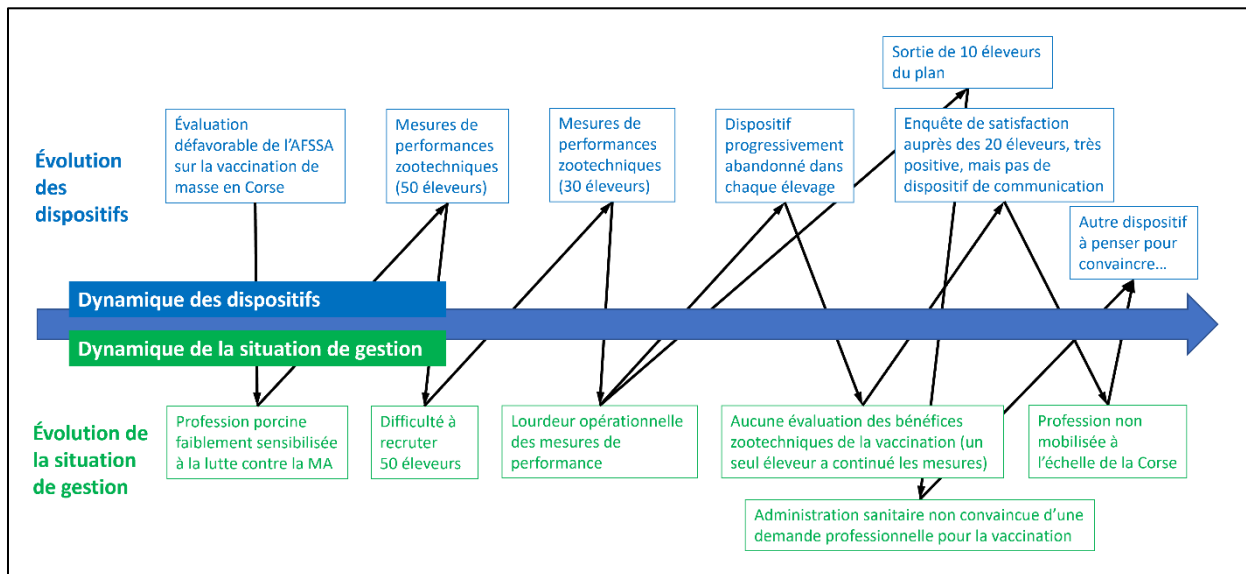 Sortie de 10 éleveurs
du plan
Évaluation
défavorable de l'AFSSA
sur la vaccination de
masse en Corse
Mesures de
performances
zootechniques
(50 éleveurs)
Mesures de
performances
zootechniques
(30 éleveurs)
Dispositif
progressivement
abandonné dans
chaque élevage
Enquête de satisfaction
auprès des 20 éleveurs, très
positive, mais pas de
dispositif de communication
Évolution
des
dispositifs
Autre dispositif
à penser pour
convaincre...
Dynamique des dispositifs
Dynamique de la situation de gestion
Évolution de
la situation
de gestion
Profession porcine
faiblement sensibilisée
à la lutte contre la MA
Difficulté à
recruter
50 éleveurs
Lourdeur opérationnelle
des mesures de
performance
Aucune évaluation des bénéfices
zootechniques de la vaccination (un
seul éleveur a continué les mesures)
Profession non
mobilisée à
l'échelle de la Corse
Administration sanitaire non convaincue d'une
demande professionnelle pour la vaccination